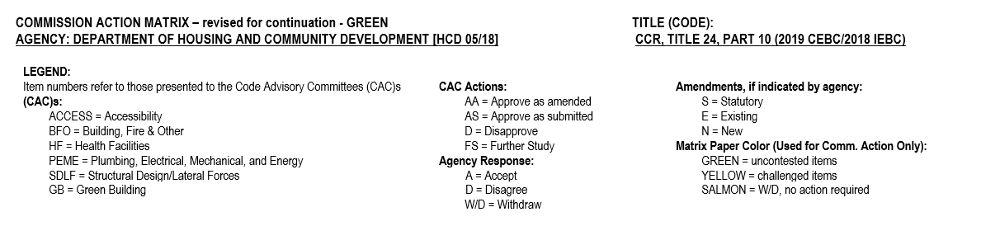 COMMISSION ACTION MATRIX – revised for continuation - GREEN
AGENCY: DEPARTMENT OF HOUSING AND COMMUNITY DEVELOPMENT [HCD 05/18]
TITLE (CODE):
CCR, TITLE 24, PART 10 (2019 CEBC/2018 IEBC)
LEGEND:
Item numbers refer to those presented to the Code Advisory Committees (CAC)s
(CAC)s:
ACCESS = Accessibility
BFO = Building, Fire & Other
HF = Health Facilities
PEME = Plumbing, Electrical, Mechanical, and Energy
SDLF = Structural Design/Lateral Forces
GB = Green Building
CAC Actions:
AA = Approve as amended
AS = Approve as submitted
D = Disapprove
FS = Further Study
Agency Response:
A = Accept
D = Disagree
W/D = Withdraw
Amendments, if indicated by agency:
S = Statutory
E = Existing
N = New
Matrix Paper Color (Used for Comm. Action Only):
GREEN = uncontested items
YELLOW = challenged items
SALMON = W/D, no action required